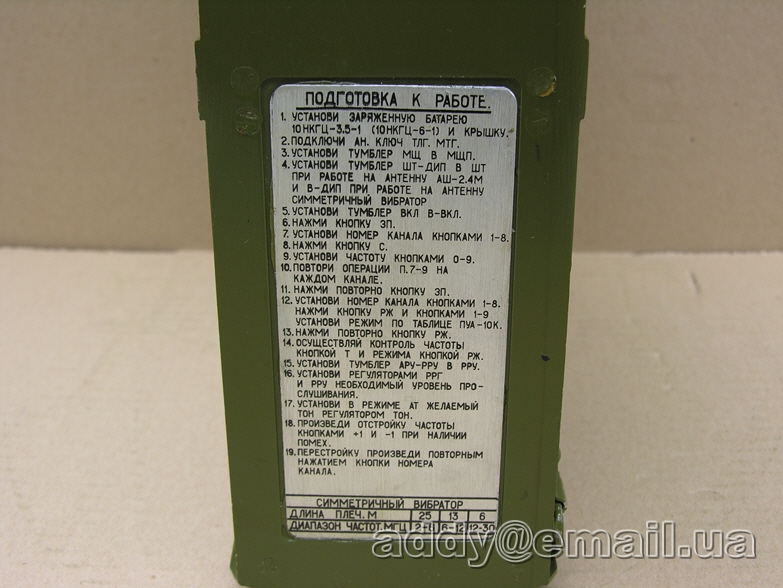 ПОДГОТОВКА К РАБОТЕ.
1. УСТАНОВИ ЗАРЯЖЕННУЮ БАТАРЕЮ
10НКГЦ-3.5-1 (10НКГЦ-6-1) И КРЫШКУ.
2. ПОДКЛЮЧИ АН. КЛЮЧ ТЛГ. МТГ.
3. УСТАНОВИ ТУМБЛЕР МЩ В МЩП.
4. УСТАНОВИ ТУМБЛЕР ШТ-ДИП В ШТ
ПРИ РАБОТЕ НА АНТЕННУ АШ-2.4М
И В-ДИП ПРИ РАБОТЕ НА АНТЕННУ
СИММЕТРИЧНЫЙ ВИБРАТОР
5. УСТАНОВИ ТУМБЛЕР ВКЛ В-ВКЛ.
6. НАЖМИ КНОПКУ ЗП.
7. УСТАНОВИ НОМЕР КАНАЛА КНОПКАМИ 1-8.
8. НАЖМИ КНОПКУ С.
9. УСТАНОВИ ЧАСТОТУ КНОПКАМИ 0-9.
10. ПОВТОРИ ОПЕРАЦИИ П.7-9 НА
КАЖДОМ КАНАЛЕ.
11. НАЖМИ ПОВТОРНО КНОПКУ ЗП.
12. УСТАНОВИ НОМЕР КАНАЛА КНОПКАМИ 1-8.
НАЖМИ КНОПКУ РЖ И КНОПКАМИ 1-9
УСТАНОВИ РЕЖИМ ПО ТАБЛИЦЕ ПУА-10К.
13. НАЖМИ ПОВТОРНО КНОПКУ РЖ.
14. ОСУЩЕСТВЛЯЙ КОНТРОЛЬ ЧАСТОТЫ
КНОПКОЙ Т И РЕЖИМА КНОПКОЙ РЖ.
15. УСТАНОВИ ТУМБЛЕР АРУ-РРУ В РРУ.
16. УСТАНОВИ РЕГУЛЯТОРАМИ РРГ
И РРУ НЕОБХОДИМЫЙ УРОВЕНЬ ПРО-
СЛУШИВАНИЯ.
17. УСТАНОВИ В РЕЖИМЕ АТ ЖЕЛАЕМЫЙ
ТОН РЕГУЛЯТОРОМ ТОН.
18. ПРОИЗВЕДИ ОТСТРОЙКУ ЧАСТОТЫ
КНОПКАМИ +1 И -1 ПРИ НАЛИЧИИ
ПОМЕХ.
19. ПЕРЕСТРОЙКУ ПРОИЗВЕДИ ПОВТОРНЫМ
НАЖАТИЕМ КНОПКИ НОМЕРА
КАНАЛА.
СИММЕТРИЧНЫЙ ВИБРАТОР
ДЛИНА ПЛЕЧ. М 25 13 6
ДИАПАЗОН ЧАСТОТ.МГЦ 2-6 6-12 12-30
addy@email.ua